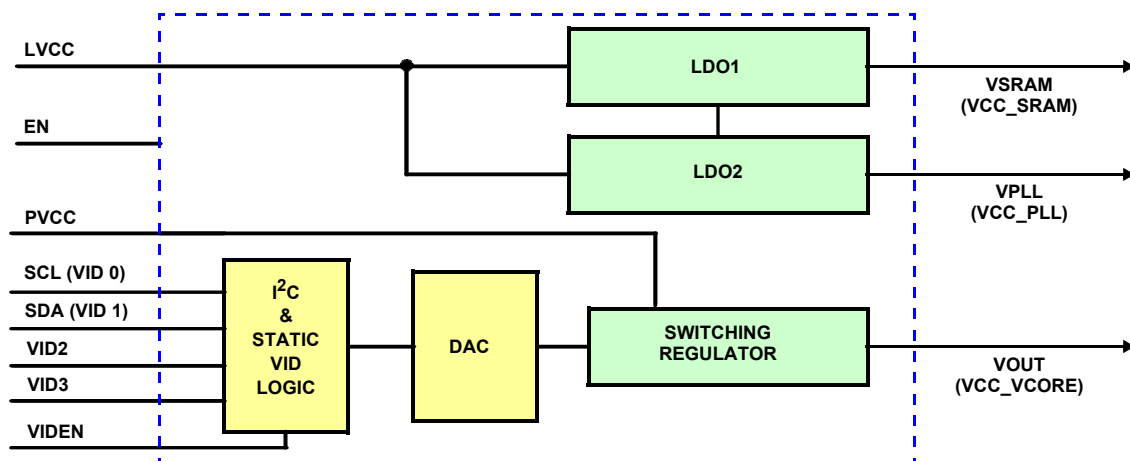 LVCC
LDO1
VSRAM
(VCC_SRAM)
EN
LDO2
VPLL
(VCC_PLL)
PVCC
SCL (VID 0)
SDA (VID 1)
VID2
VID3
VIDEN
I²C
&
STATIC
VID
LOGIC
DAC
SWITCHING
REGULATOR
VOUT
(VCC_VCORE)